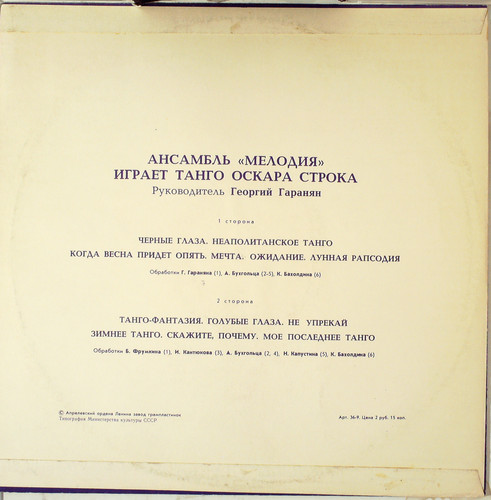 АНСАМБЛЬ «МЕЛОДИЯ»
ИГРАЕТ ТАНГО ОСКАРА СТРОКА
Руководитель Георгий Гаранян
1 сторона
ЧЕРНЫЕ ГЛАЗА. НЕАПОЛИТАНСКОЕ ТАНГО
КОГДА ВЕСНА ПРИДЕТ ОПЯТЬ. МЕЧТА. ОЖИДАНИЕ. ЛУННАЯ РАПСОДИЯ
Обработки Г. Гараняна (1), А. Бухгольца (2-5), К. Бахолдина (6)
2 сторона
ТАНГО-ФАНТАЗИЯ. ГОЛУБЫЕ ГЛАЗА. НЕ УПРЕКАЙ
ЗИМНЕЕ ТАНГО. СКАЖИТЕ, ПОЧЕМУ. МОЕ ПОСЛЕДНЕЕ ТАНГО
Обработки Б. Фрумкина (1), И. Кантюкова (3), А. Бухгольца (2, 4), Н. Капустина (5), К. Бахолдина (6)
© Апрелевский ордена Ленина завод грампластинок
Типография Министерства культуры СССР
Арт. 36-9. Цена 2 руб. 15 коп.